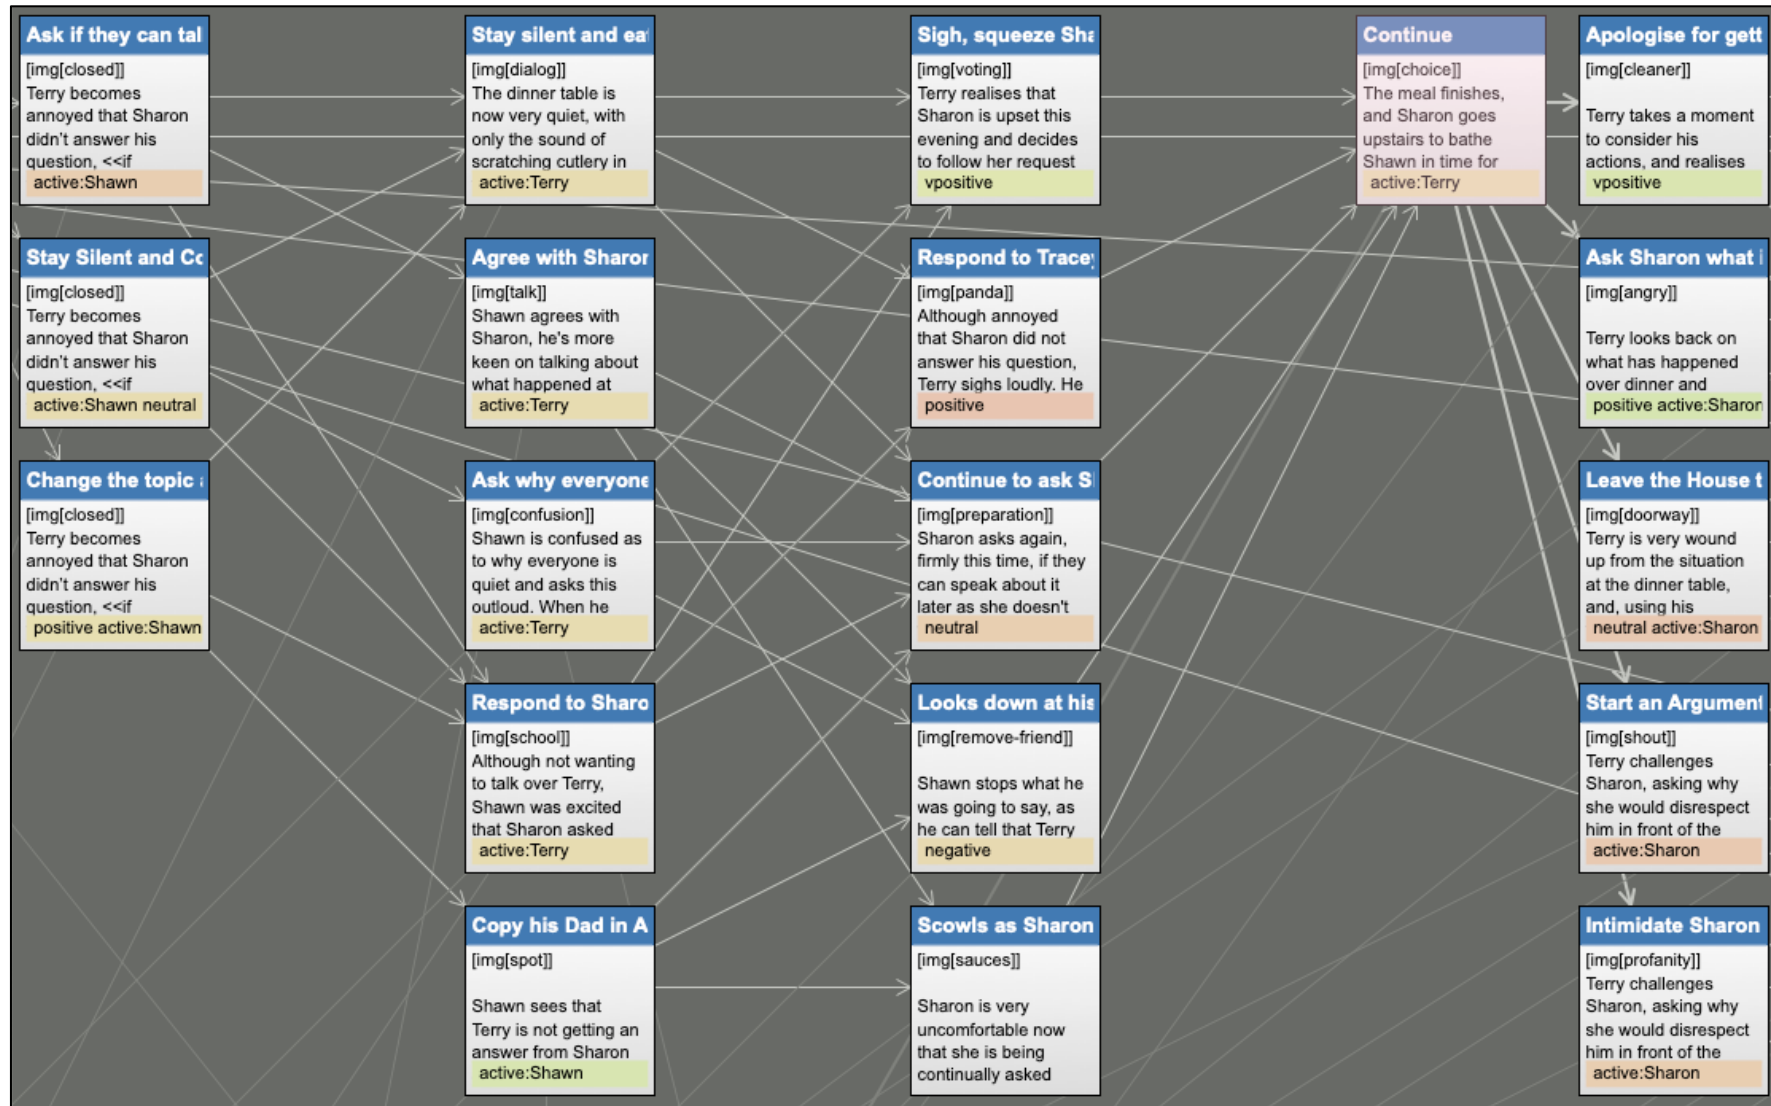 Ask if they can tal
[img[closed]]
Terry becomes
annoyed that Sharon
didn't answer his
question, <<if
active:Shawn
Stay Silent and Co
[img[closed]]
Terry becomes
annoyed that Sharon
didn't answer his
question, <<if
active:Shawn neutral
Change the topic a
[img[closed]]
Terry becomes
annoyed that Sharon
didn't answer his
question, <<if
positive active:Shawn
Stay silent and eat
[img[dialog]]
The dinner table is
now very quiet, with
only the sound of
scratching cutlery in
active:Terry
Agree with Sharon
[img[talk]]
Shawn agrees with
Sharon, he's more
keen on talking about
what happened at
active:Terry
Ask why everyone
[img[confusion]]
Shawn is confused as
to why everyone is
quiet and asks this
outloud. When he
active:Terry
Respond to Sharo
[img[school]]
Although not wanting
to talk over Terry,
Shawn was excited
that Sharon asked
active:Terry
Copy his Dad in A
[img[spot]]
Shawn sees that
Terry is not getting an
answer from Sharon
active:Shawn
Sigh, squeeze Sha
[img[voting]]
Terry realises that
Sharon is upset this
evening and decides
to follow her request
vpositive
Respond to Tracey
[img[panda]]
Although annoyed
that Sharon did not
answer his question,
Terry sighs loudly. He
positive
Continue to ask S
[img[preparation]]
Sharon asks again,
firmly this time, if they
can speak about it
later as she doesn't
neutral
Looks down at his
[img[remove-friend]]
Shawn stops what he
was going to say, as
he can tell that Terry
negative
Scowls as Sharon
[img[sauces]]
Sharon is very
uncomfortable now
that she is being
continually asked
Continue
[img[choice]]
The meal finishes,
and Sharon goes
upstairs to bathe
Shawn in time for
active:Terry
Apologise for gett
[img[cleaner]]
Terry takes a moment
to consider his
actions, and realises
vpositive
Ask Sharon what i
[img[angry]]
Terry looks back on
what has happened
over dinner and
positive active:Sharon
Leave the House t
[img[doorway]]
Terry is very wound
up from the situation
at the dinner table,
and, using his
neutral active:Sharon
Start an Argument
[img[shout]]
Terry challenges
Sharon, asking why
she would disrespect
him in front of the
active:Sharon
Intimidate Sharon
[img[profanity]]
Terry challenges
Sharon, asking why
she would disrespect
him in front of the
active:Sharon